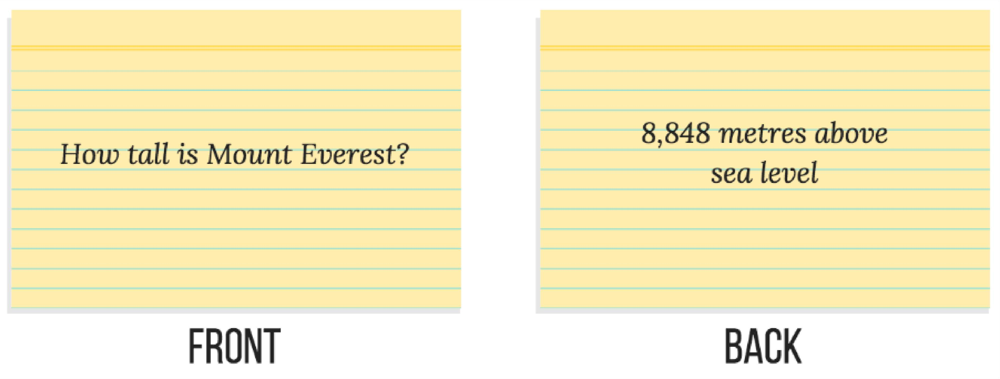 How tall is Mount Everest?
FRONT
8,848 metres above
sea level
BACK